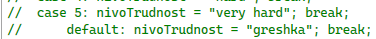 //  case 5: nivoTrudnost = "very hard"; break;
//      default: nivoTrudnost = "greshka"; break;